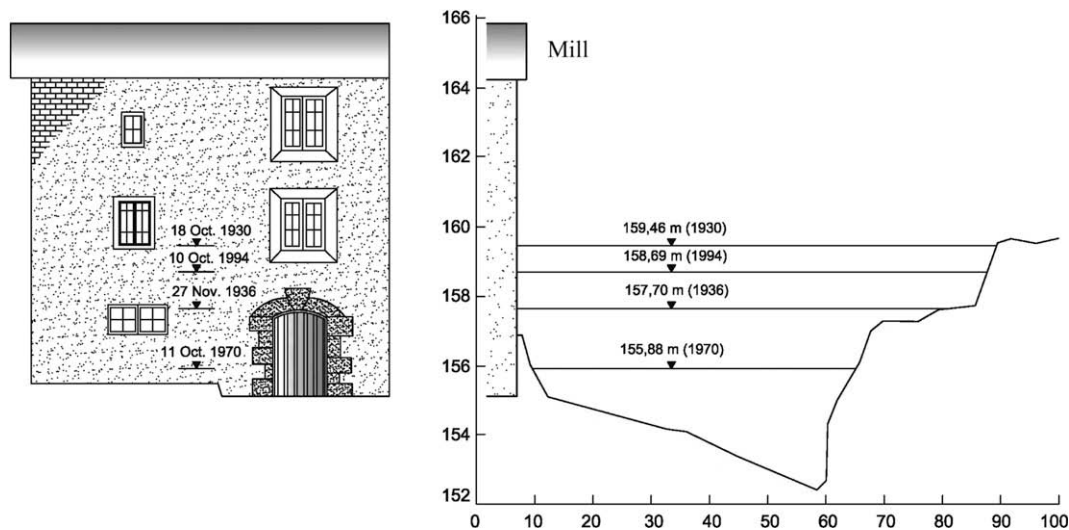 18 Oct. 1930
10 Oct. 1994
27 Nov. 1936
11 Oct. 1970
Mill
166
164
162
160
158
156
154
152
159,46 m (1930)
158,69 m (1994)
157,70 m (1936)
155,88 m (1970)
0 10 20 30 40 50 60 70 80 90 100